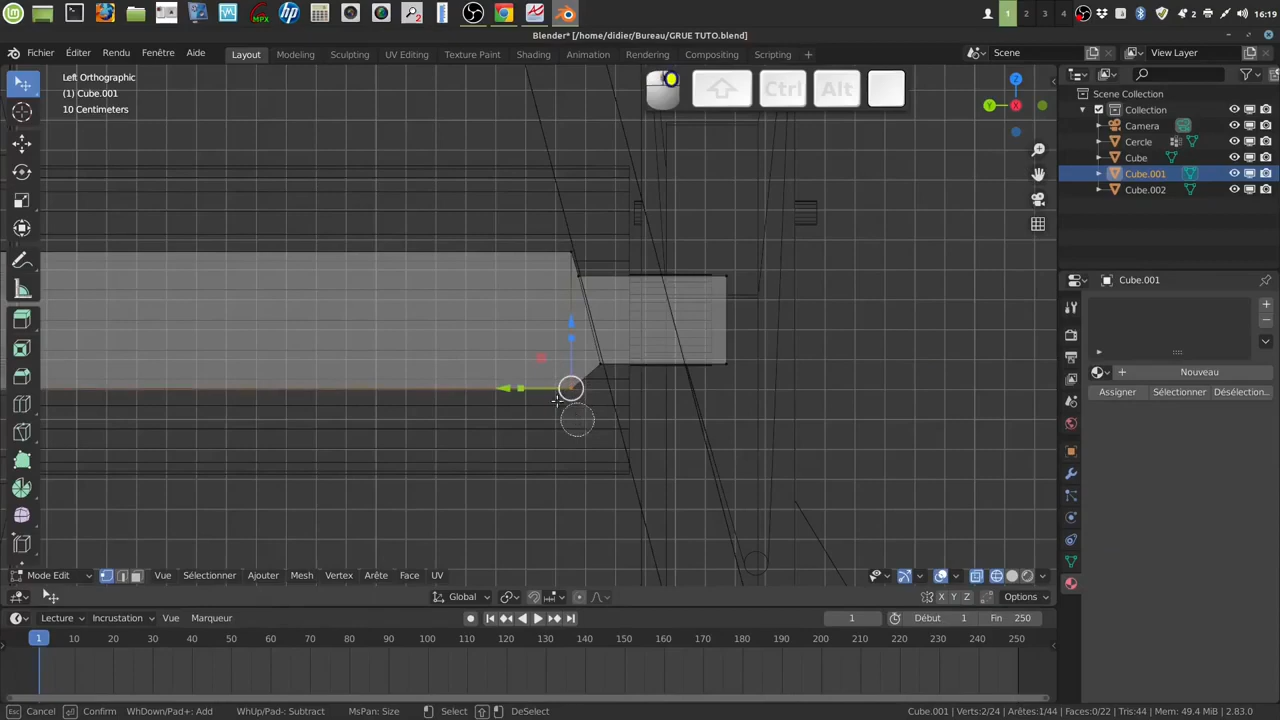 MPX
1
2
3
4
16:19
Blender* [/home/didier/Bureau/GRUE TUTO.blend]
Fichier
Éditer
Rendu
Fenêtre
Aide
Layout
Modeling
Sculpting
UV Editing
Texture Paint
Shading
Animation
Rendering
Compositing
Scripting
+
Scene
View Layer
Left Orthographic
(1) Cube.001
10 Centimeters
Ctrl
Alt
Z
Y
X
Scene Collection
Collection
Camera
Cercle
Cube
Cube.001
Cube.002
Cube.001
+ Nouveau
Assigner
Sélectionner
Désélection...
Mode Edit
Vue
Sélectionner
Ajouter
Mesh
Vertex
Arête
Face
UV
Global
X
Y
Z
Options
Lecture
Incrustation
Vue
Marqueur
1
Début
1
Fin
250
1
10
20
30
40
50
60
70
80
90
100
110
120
130
140
150
160
170
180
190
200
210
220
230
240
250
Cancel
Confirm
WhDown/Pad+: Add
WhUp/Pad-: Subtract
MsPan: Size
Select
DeSelect
Cube.001 | Verts:2/24 | Arêtes:1/44 | Faces:0/22 | Tris:44 | Mem: 49.4 MiB | 2.83.0